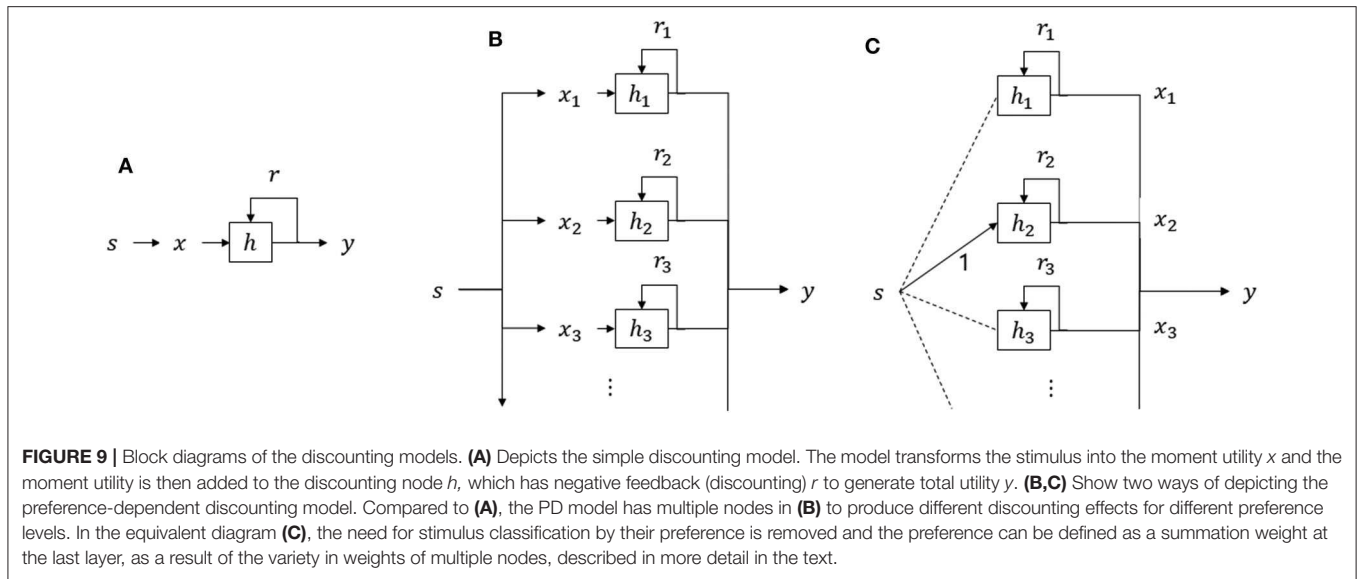 A
r
s x h y
B
r1
x1 h1
r2
x2 h2
r3
s y
x3 h3
⋮
C
r1
h1 x1
r2
h2 x2
1
r3
s y
h3 x3
⋮
FIGURE 9 | Block diagrams of the discounting models. (A) Depicts the simple discounting model. The model transforms the stimulus into the moment utility x and the
moment utility is then added to the discounting node h, which has negative feedback (discounting) r to generate total utility y. (B,C) Show two ways of depicting the
preference-dependent discounting model. Compared to (A), the PD model has multiple nodes in (B) to produce different discounting effects for different preference
levels. In the equivalent diagram (C), the need for stimulus classification by their preference is removed and the preference can be defined as a summation weight at
the last layer, as a result of the variety in weights of multiple nodes, described in more detail in the text.